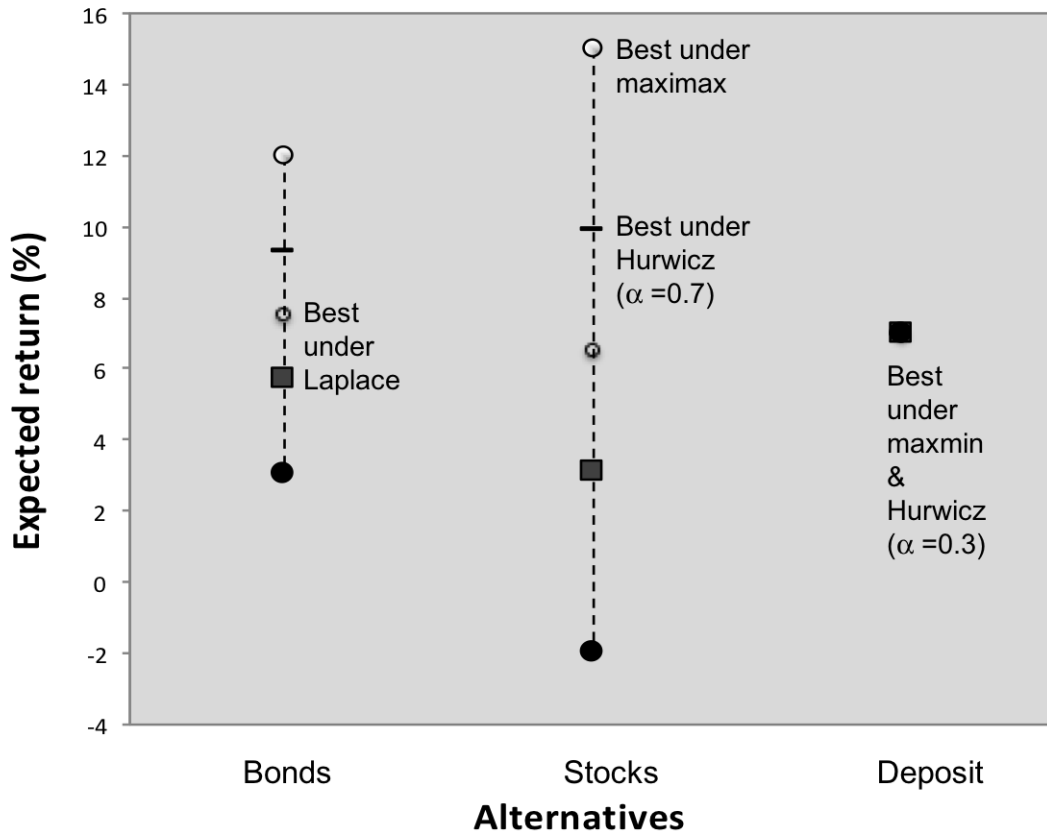 16
14
12
10
8
6
4
2
0
-2
-4
Expected return (%)
Best
under
Laplace
Best under
maximax
Best under
Hurwicz
(α =0.7)
Best
under
maxmin
&
Hurwicz
(α =0.3)
Bonds
Stocks
Deposit
Alternatives